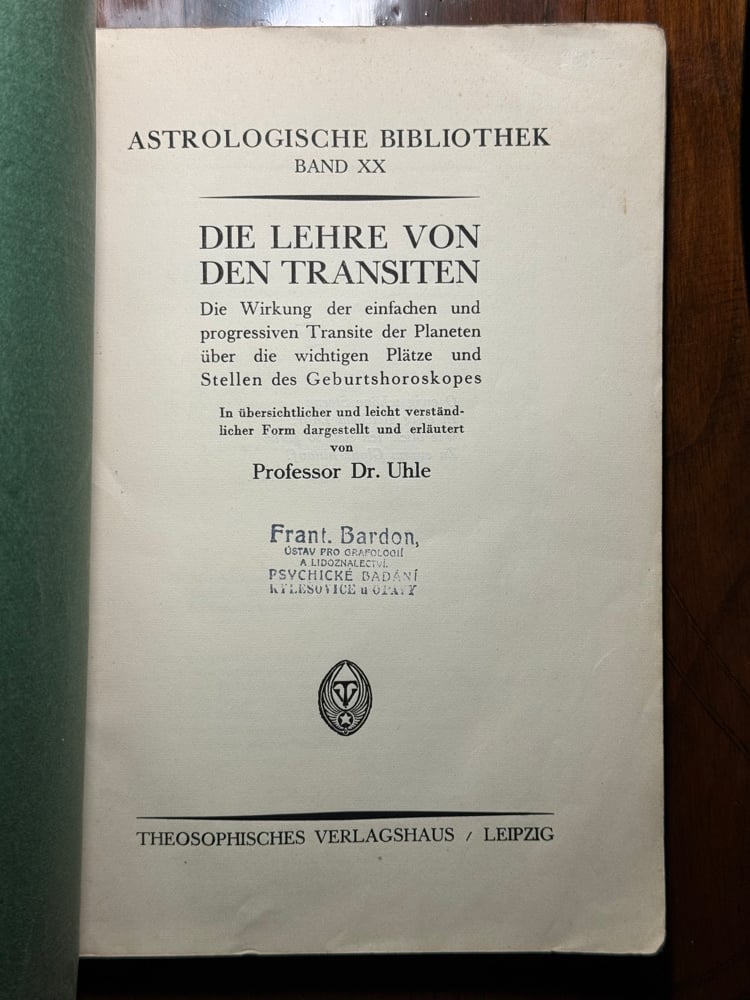 ASTROLOGISCHE BIBLIOTHEK
BAND XX
DIE LEHRE VON
DEN TRANSITEN
Die Wirkung der einfachen und
progressiven Transite der Planeten
über die wichtigen Plätze und
Stellen des Geburtshoroskopes
In übersichtlicher und leicht verständ-
licher Form dargestellt und erläutert
von
Professor Dr. Uhle
Frant. Bardon,
ÚSTAV PRO GRAFOLOGII
A LIDOZNALECTVÍ.
PSYCHICKÉ BADÁNÍ
KYLEŠOVICE u OPAVY
THEOSOPHISCHES VERLAGSHAUS / LEIPZIG